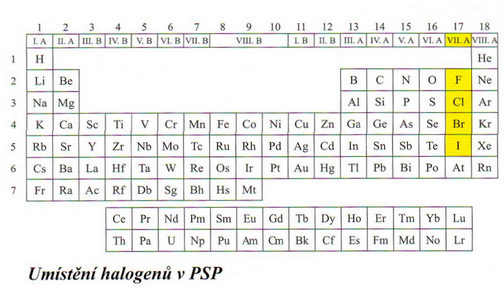 1 2 3 4 5 6 7 8 9 10 11 12 13 14 15 16 17 18
I. A II. A III. B IV. B V. B VI. B VII. B VIII. B I. B II. B III. A IV. A V. A VI. A VII. A VIII. A
1 H He
2 Li Be B C N O F Ne
3 Na Mg Al Si P S Cl Ar
4 K Ca Sc Ti V Cr Mn Fe Co Ni Cu Zn Ga Ge As Se Br Kr
5 Rb Sr Y Zr Nb Mo Tc Ru Rh Pd Ag Cd In Sn Sb Te I Xe
6 Cs Ba La Hf Ta W Re Os Ir Pt Au Hg Tl Pb Bi Po At Rn
7 Fr Ra Ac Rf Db Sg Bh Hs Mt
Ce Pr Nd Pm Sm Eu Gd Tb Dy Ho Er Tm Yb Lu
Th Pa U Np Pu Am Cm Bk Cf Es Fm Md No Lr
Umístění halogenů v PSP